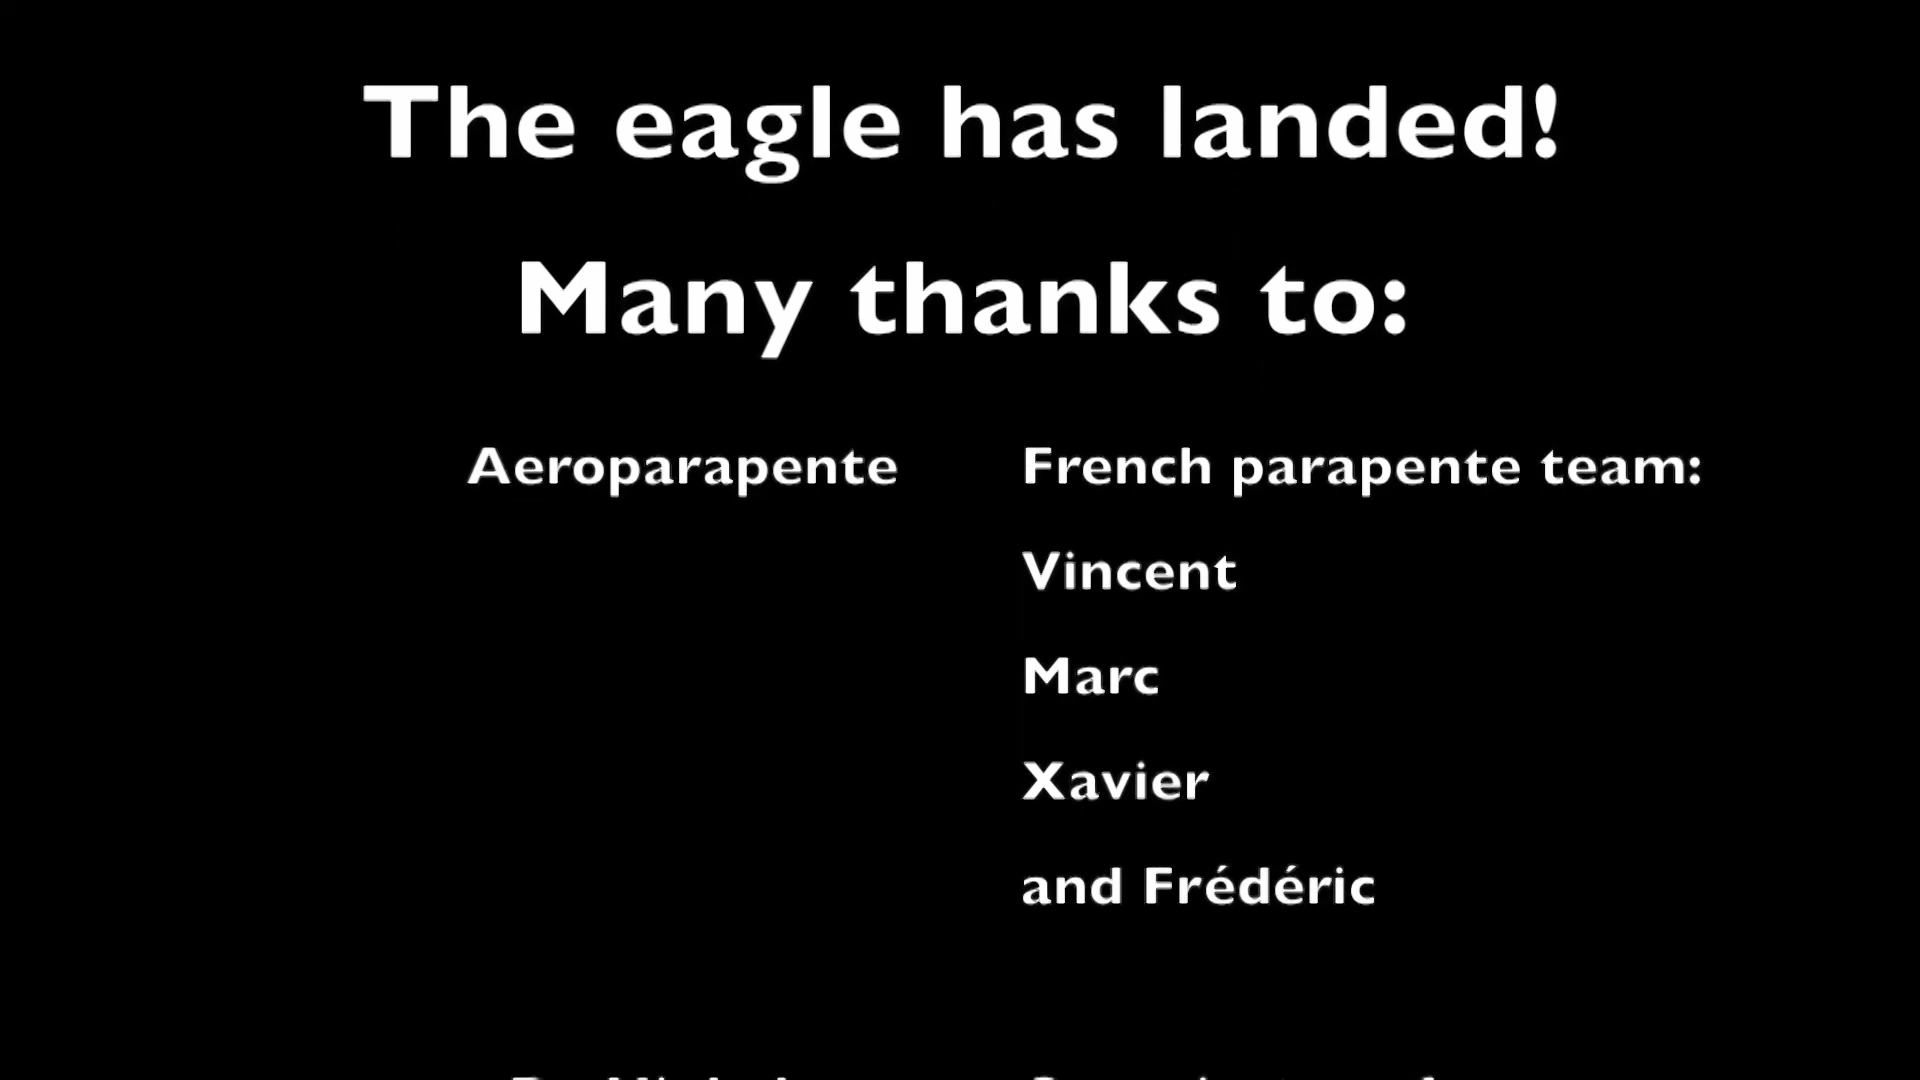 The eagle has landed!
Many thanks to:
Aeroparapente French parapente team:
Vincent
Marc
Xavier
and Frédéric